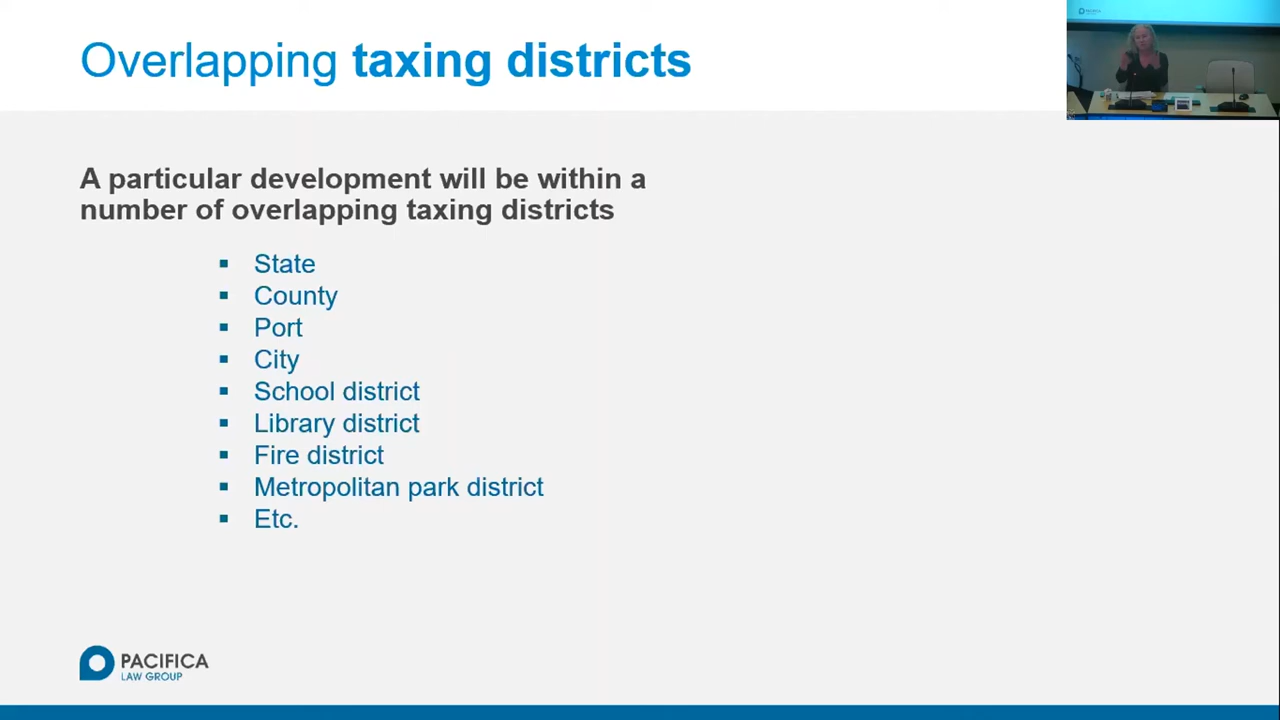 Overlapping taxing districts
PACIFICA
A particular development will be within a
number of overlapping taxing districts
▪ State
▪ County
▪ Port
▪ City
▪ School district
▪ Library district
▪ Fire district
▪ Metropolitan park district
▪ Etc.
PACIFICA
LAW GROUP